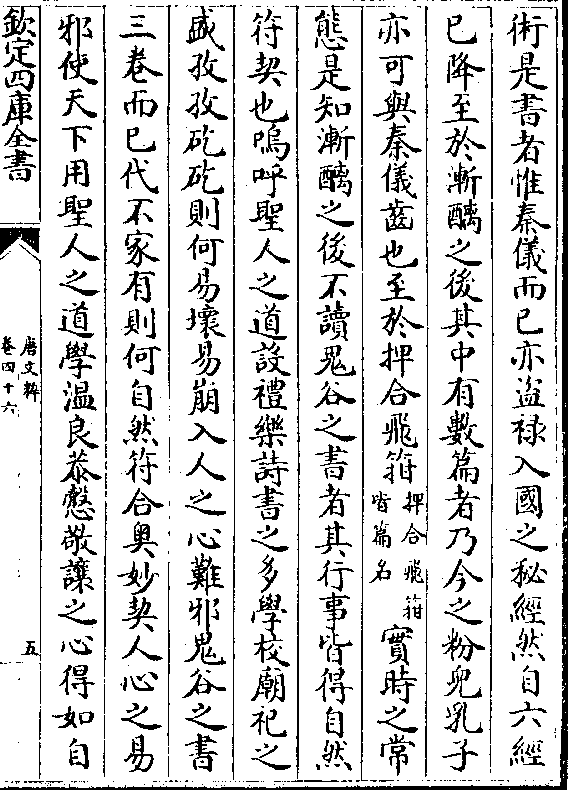 術是書者惟秦儀而已亦盜祿入國之秘經然自六經
已降至於漸醨之後其中有數篇者乃今之粉兒乳子
亦可與秦儀齒也至於捭合飛箝捭合飛箝皆篇名實時之常
態是知漸醨之後不讀鬼谷之書者其行事皆得自然
符契也嗚呼聖人之道設禮樂詩書之多學校廟祀之
盛孜孜矻矻則何易壞易崩入人之心難邪鬼谷之書
三卷而已代不家有則何自然符合奥妙契人心之易
邪使天下用聖人之道學温良恭慤敬讓之心得如自
欽定四庫全書
唐文粹
卷四十六
五